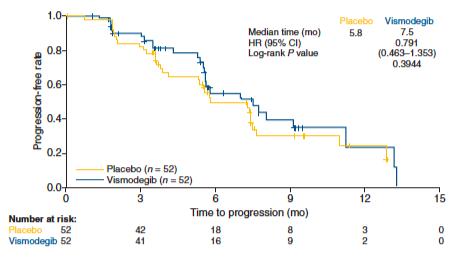 Placebo Vismodegib
Median time (mo) 5.8 7.5
HR (95% CI) 0.791
(0.463–1.353)
Log-rank P value 0.3944
Progression-free rate
1.0
0.8
0.6
0.4
0.2
0.0
Placebo (n = 52)
Vismodegib (n = 52)
0 3 6 9 12 15
Time to progression (mo)
Number at risk:
Placebo 52 42 18 8 3 0
Vismodegib 52 41 16 9 2 0